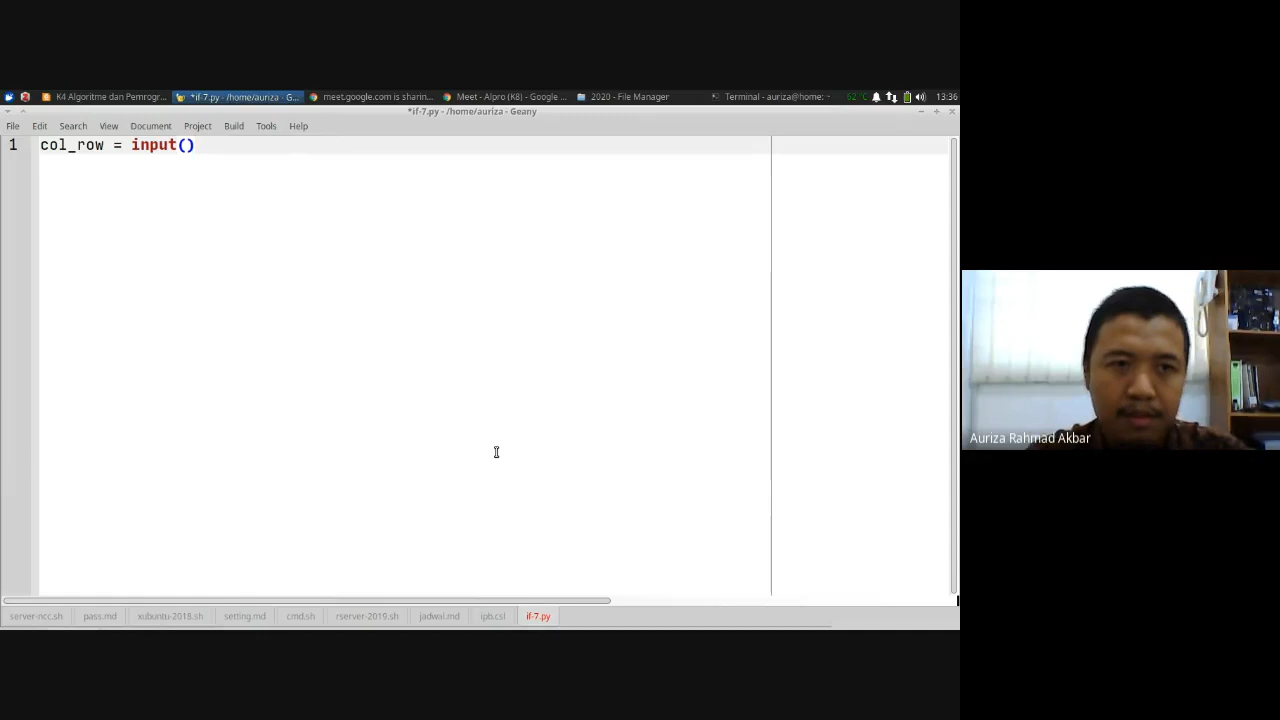 K4 Algoritme dan Pemrogr...
*if-7.py - /home/auriza - G...
meet.google.com is sharin...
Meet - Alpro (K8) - Google ...
2020 - File Manager
Terminal - auriza@home: ~
62 °C
13:36
*if-7.py - /home/auriza - Geany
File Edit Search View Document Project Build Tools Help
1 col_row = input()
Auriza Rahmad Akbar
server-ncc.sh pass.md xubuntu-2018.sh setting.md cmd.sh rserver-2019.sh jadwal.md ipb.csl if-7.py